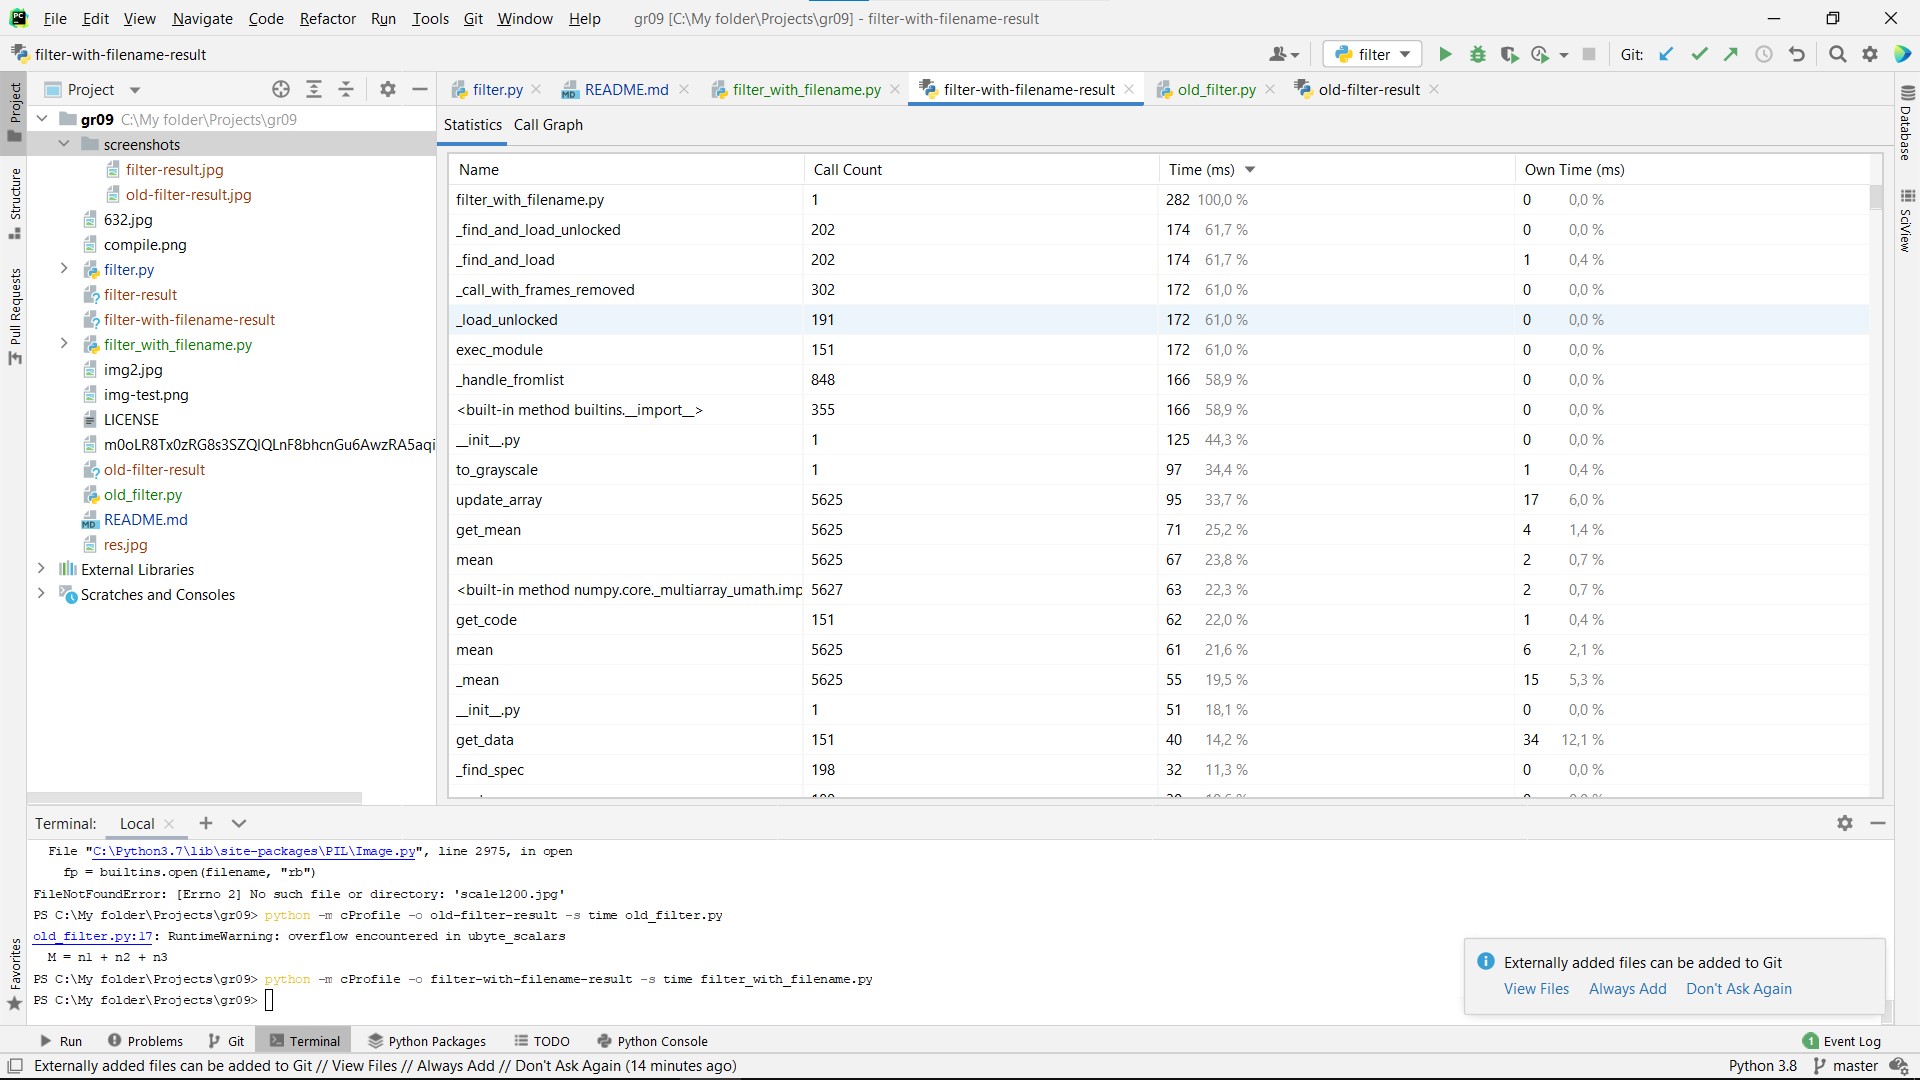 File Edit View Navigate Code Refactor Run Tools Git Window Help gr09 [C:\My folder\Projects\gr09] - filter-with-filename-result
filter-with-filename-result
filter
Git:
Project
filter.py
README.md
filter_with_filename.py
filter-with-filename-result
old_filter.py
old-filter-result
Project
Structure
Pull Requests
Favorites
Database
SciView
gr09 C:\My folder\Projects\gr09
screenshots
filter-result.jpg
old-filter-result.jpg
632.jpg
compile.png
filter.py
filter-result
filter-with-filename-result
filter_with_filename.py
img2.jpg
img-test.png
LICENSE
m0oLR8Tx0zRG8s3SZQlQLnF8bhcnGu6AwzRA5aqi
old-filter-result
old_filter.py
README.md
res.jpg
External Libraries
Scratches and Consoles
Statistics Call Graph
Name Call Count Time (ms) Own Time (ms)
filter_with_filename.py 1 282 100,0 % 0 0,0 %
_find_and_load_unlocked 202 174 61,7 % 0 0,0 %
_find_and_load 202 174 61,7 % 1 0,4 %
_call_with_frames_removed 302 172 61,0 % 0 0,0 %
_load_unlocked 191 172 61,0 % 0 0,0 %
exec_module 151 172 61,0 % 0 0,0 %
_handle_fromlist 848 166 58,9 % 0 0,0 %
<built-in method builtins.__import__> 355 166 58,9 % 0 0,0 %
__init__.py 1 125 44,3 % 0 0,0 %
to_grayscale 1 97 34,4 % 1 0,4 %
update_array 5625 95 33,7 % 17 6,0 %
get_mean 5625 71 25,2 % 4 1,4 %
mean 5625 67 23,8 % 2 0,7 %
<built-in method numpy.core._multiarray_umath.imp 5627 63 22,3 % 2 0,7 %
get_code 151 62 22,0 % 1 0,4 %
mean 5625 61 21,6 % 6 2,1 %
_mean 5625 55 19,5 % 15 5,3 %
__init__.py 1 51 18,1 % 0 0,0 %
get_data 151 40 14,2 % 34 12,1 %
_find_spec 198 32 11,3 % 0 0,0 %
Terminal: Local
File "C:\Python3.7\lib\site-packages\PIL\Image.py", line 2975, in open
fp = builtins.open(filename, "rb")
FileNotFoundError: [Errno 2] No such file or directory: 'scale1200.jpg'
PS C:\My folder\Projects\gr09> python -m cProfile -o old-filter-result -s time old_filter.py
old_filter.py:17: RuntimeWarning: overflow encountered in ubyte_scalars
M = n1 + n2 + n3
PS C:\My folder\Projects\gr09> python -m cProfile -o filter-with-filename-result -s time filter_with_filename.py
PS C:\My folder\Projects\gr09>
Externally added files can be added to Git
View Files Always Add Don't Ask Again
Run Problems Git Terminal Python Packages TODO Python Console 1 Event Log
Externally added files can be added to Git // View Files // Always Add // Don't Ask Again (14 minutes ago) Python 3.8 master